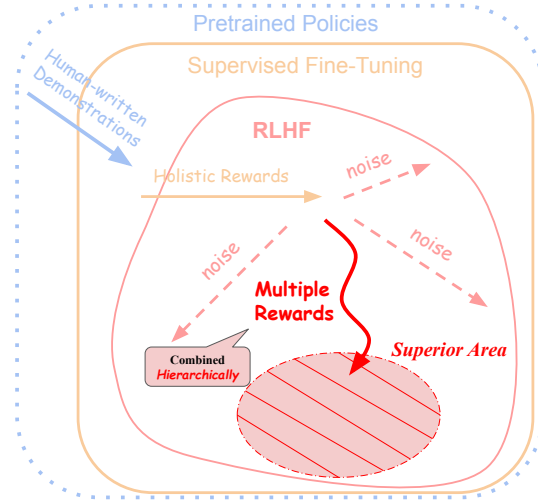 Pretrained Policies
Supervised Fine-Tuning
Human-written
Demonstrations
RLHF
Holistic Rewards
noise
noise
noise
Multiple
Rewards
Superior Area
Combined
Hierarchically